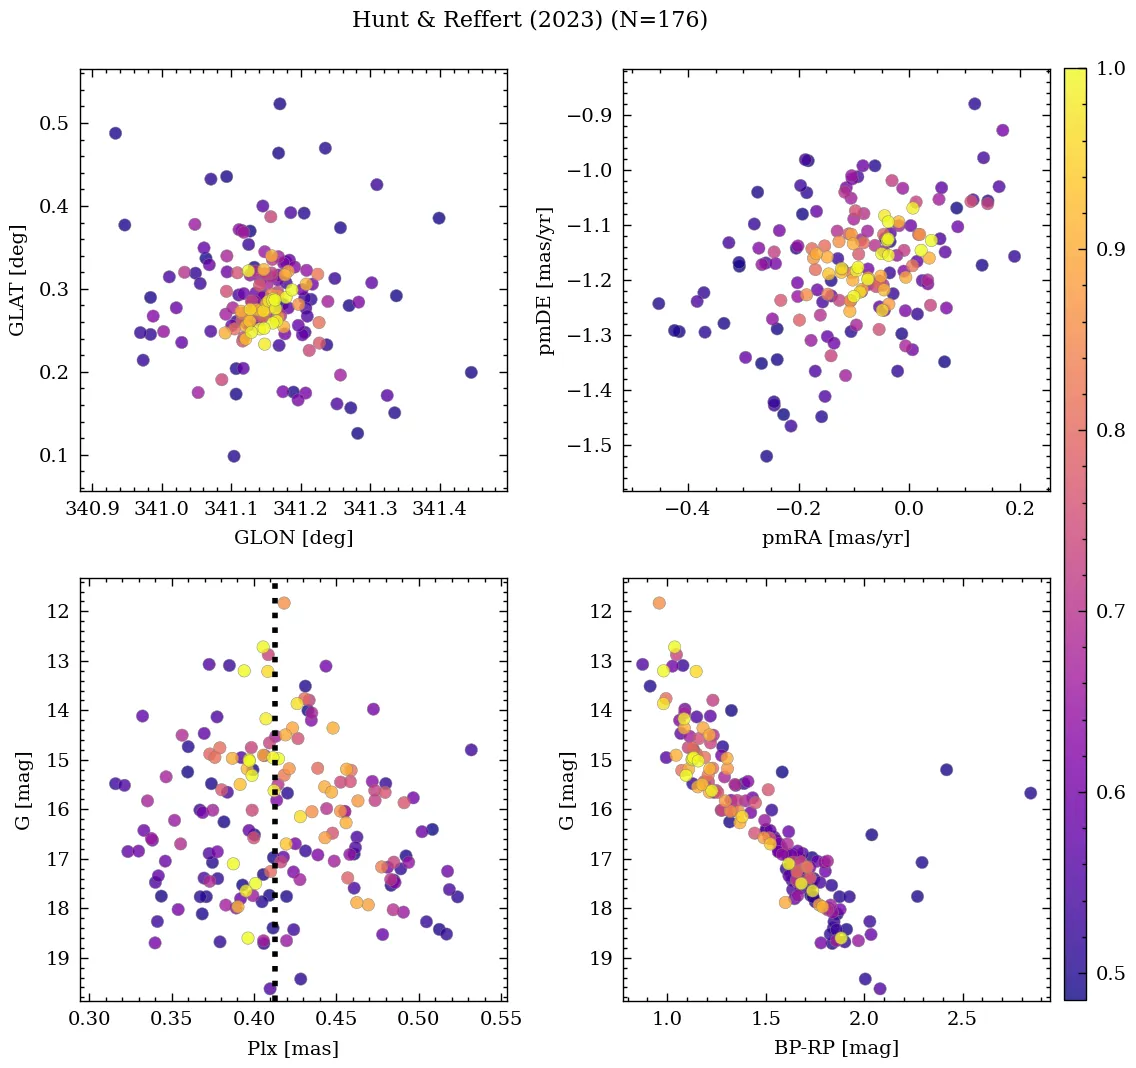 Hunt & Reffert (2023) (N=176)
0.5
0.4
0.3
0.2
0.1
GLAT [deg]
340.9 341.0 341.1 341.2 341.3 341.4
GLON [deg]
−0.9
−1.0
−1.1
−1.2
−1.3
−1.4
−1.5
pmDE [mas/yr]
−0.4 −0.2 0.0 0.2
pmRA [mas/yr]
1.0
0.9
0.8
0.7
0.6
0.5
12
13
14
15
16
17
18
19
G [mag]
0.30 0.35 0.40 0.45 0.50 0.55
Plx [mas]
12
13
14
15
16
17
18
19
G [mag]
1.0 1.5 2.0 2.5
BP-RP [mag]